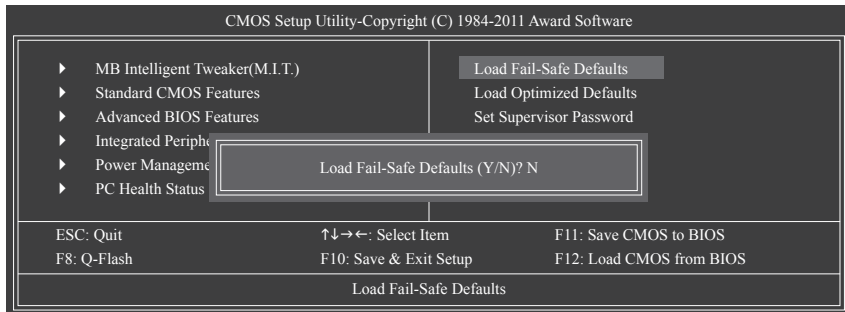 CMOS Setup Utility-Copyright (C) 1984-2011 Award Software
MB Intelligent Tweaker(M.I.T.)
Standard CMOS Features
Advanced BIOS Features
Integrated Periphe
Power Manageme
PC Health Status
Load Fail-Safe Defaults
Load Optimized Defaults
Set Supervisor Password
Load Fail-Safe Defaults (Y/N)? N
ESC: Quit ↑↓→←: Select Item F11: Save CMOS to BIOS
F8: Q-Flash F10: Save & Exit Setup F12: Load CMOS from BIOS
Load Fail-Safe Defaults